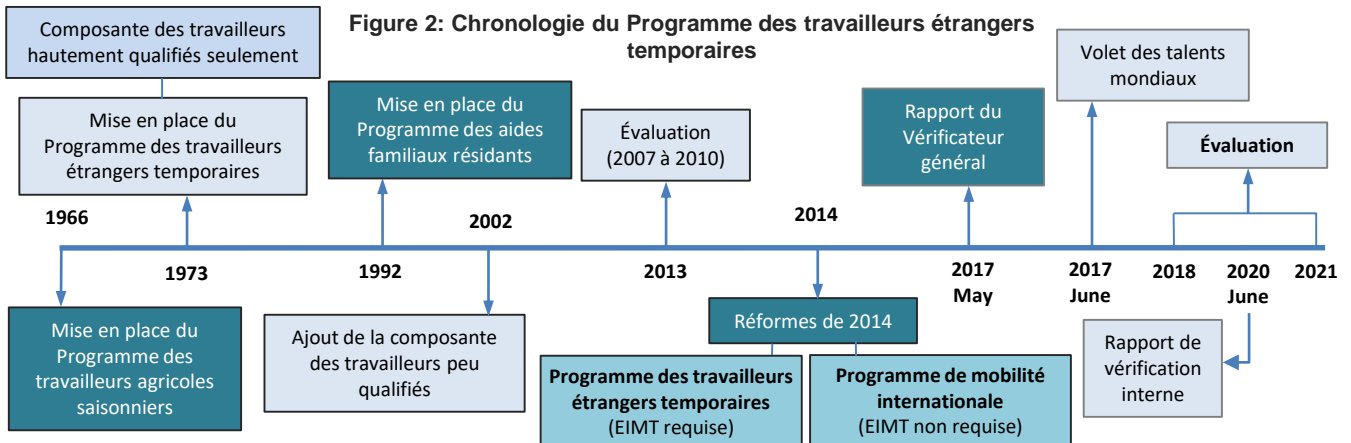 Figure 2: Chronologie du Programme des travailleurs étrangers
temporaires
Composante des travailleurs
hautement qualifiés seulement
Mise en place du
Programme des travailleurs
étrangers temporaires
Mise en place du
Programme des aides
familiaux résidants
Évaluation
(2007 à 2010)
Rapport du
Vérificateur
général
Volet des talents
mondiaux
Évaluation
1966
2002
2014
1973
1992
2013
2017
May
2017
June
2018
2020
June
2021
Mise en place du
Programme des
travailleurs agricoles
saisonniers
Ajout de la composante
des travailleurs peu
qualifiés
Réformes de 2014
Programme des travailleurs
étrangers temporaires
(EIMT requise)
Programme de mobilité
internationale
(EIMT non requise)
Rapport de
vérification
interne